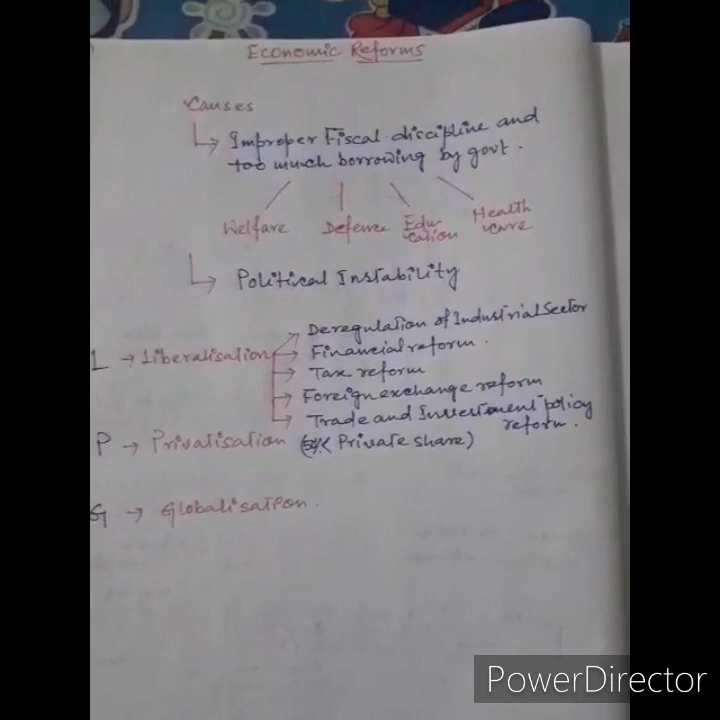 Economic Reforms
Causes
Improper Fiscal discipline and
too much borrowing by govt.
Welfare Defence Edu Health
cation care
Political Instability
L → Liberalisation
Deregulation of Industrial Sector
Financial reform.
Tax reform
Foreign exchange reform
Trade and Investment policy
reform.
P → Privatisation (51%< Private share)
G → Globalisation.
PowerDirector